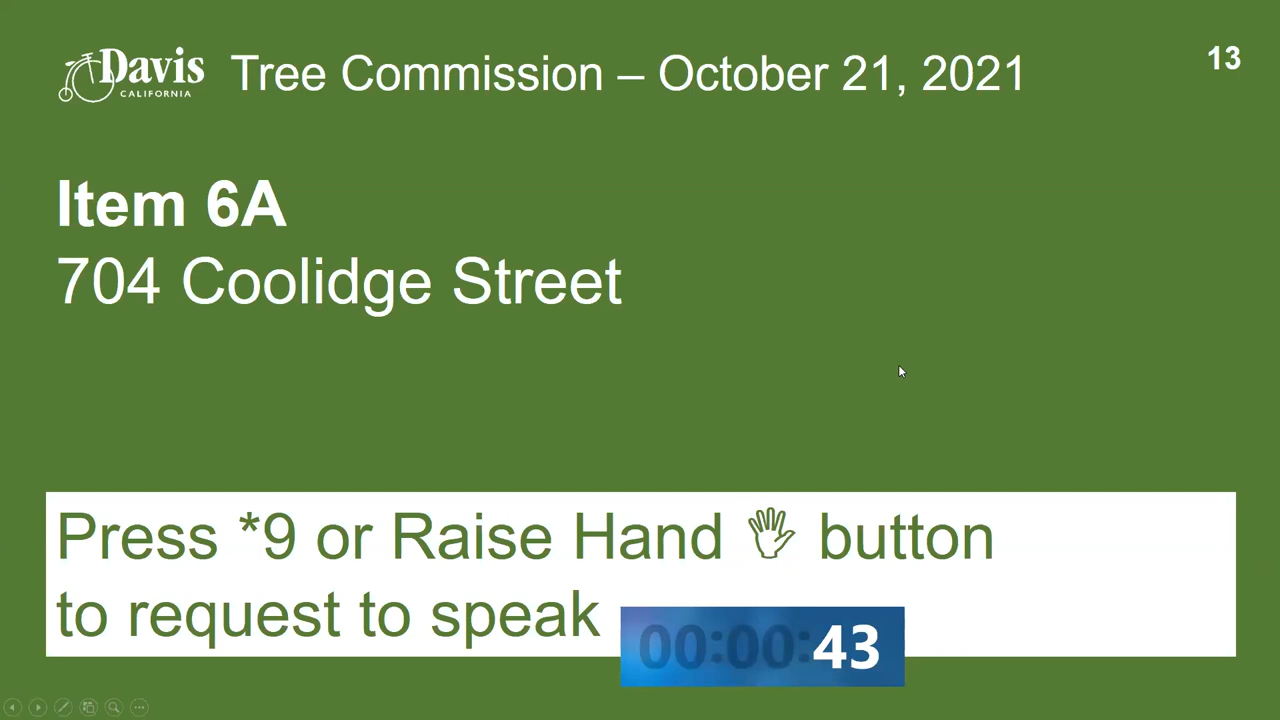 Davis
CALIFORNIA
Tree Commission – October 21, 2021
13
Item 6A
704 Coolidge Street
Press *9 or Raise Hand button
to request to speak
00:00:43